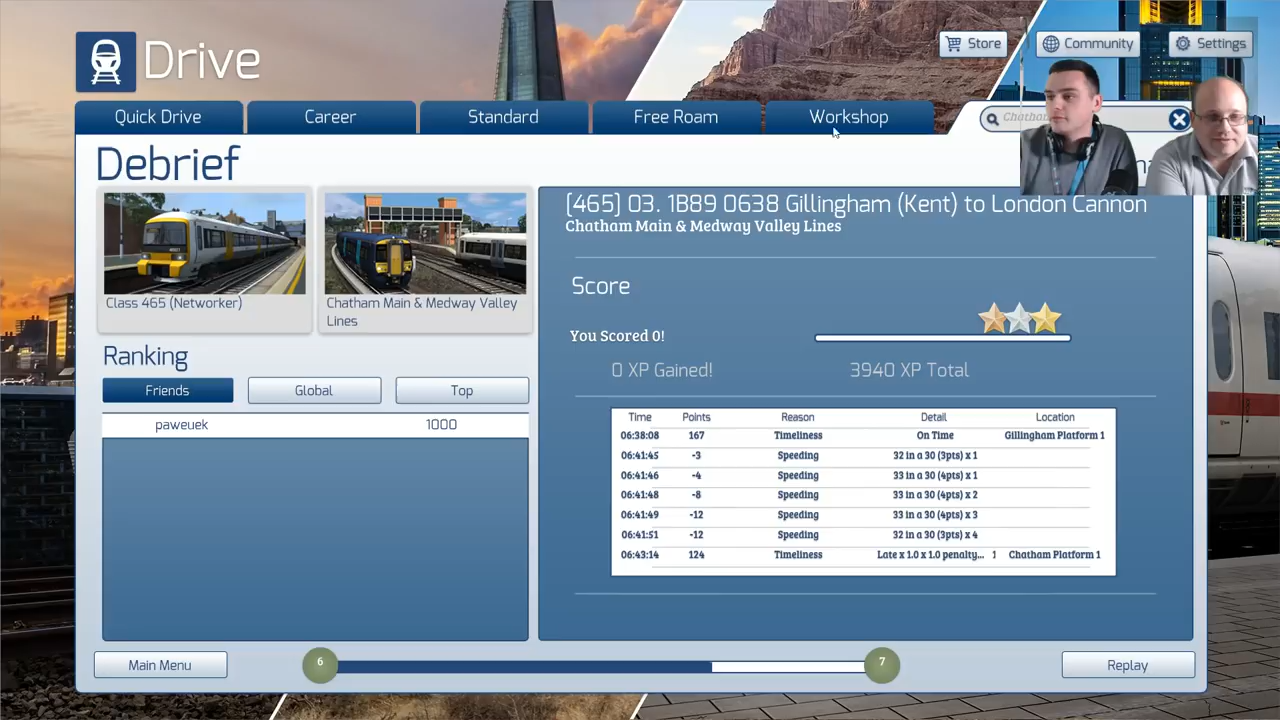 Drive
Store
Community
Settings
Quick Drive
Career
Standard
Free Roam
Workshop
Debrief
Class 465 (Networker)
Chatham Main & Medway Valley
Lines
Ranking
Friends
Global
Top
paweuek 1000
[465] 03. 1B89 0638 Gillingham (Kent) to London Cannon
Chatham Main & Medway Valley Lines
Score
You Scored 0!
0 XP Gained!
3940 XP Total
Time Points Reason Detail Location
06:38:08 167 Timeliness On Time Gillingham Platform 1
06:41:45 -3 Speeding 32 in a 30 (3pts) x 1
06:41:46 -4 Speeding 33 in a 30 (4pts) x 1
06:41:48 -8 Speeding 33 in a 30 (4pts) x 2
06:41:49 -12 Speeding 33 in a 30 (4pts) x 3
06:41:51 -12 Speeding 32 in a 30 (3pts) x 4
06:43:14 124 Timeliness Late x 1.0 x 1.0 penalty... 1 Chatham Platform 1
Main Menu
6
7
Replay